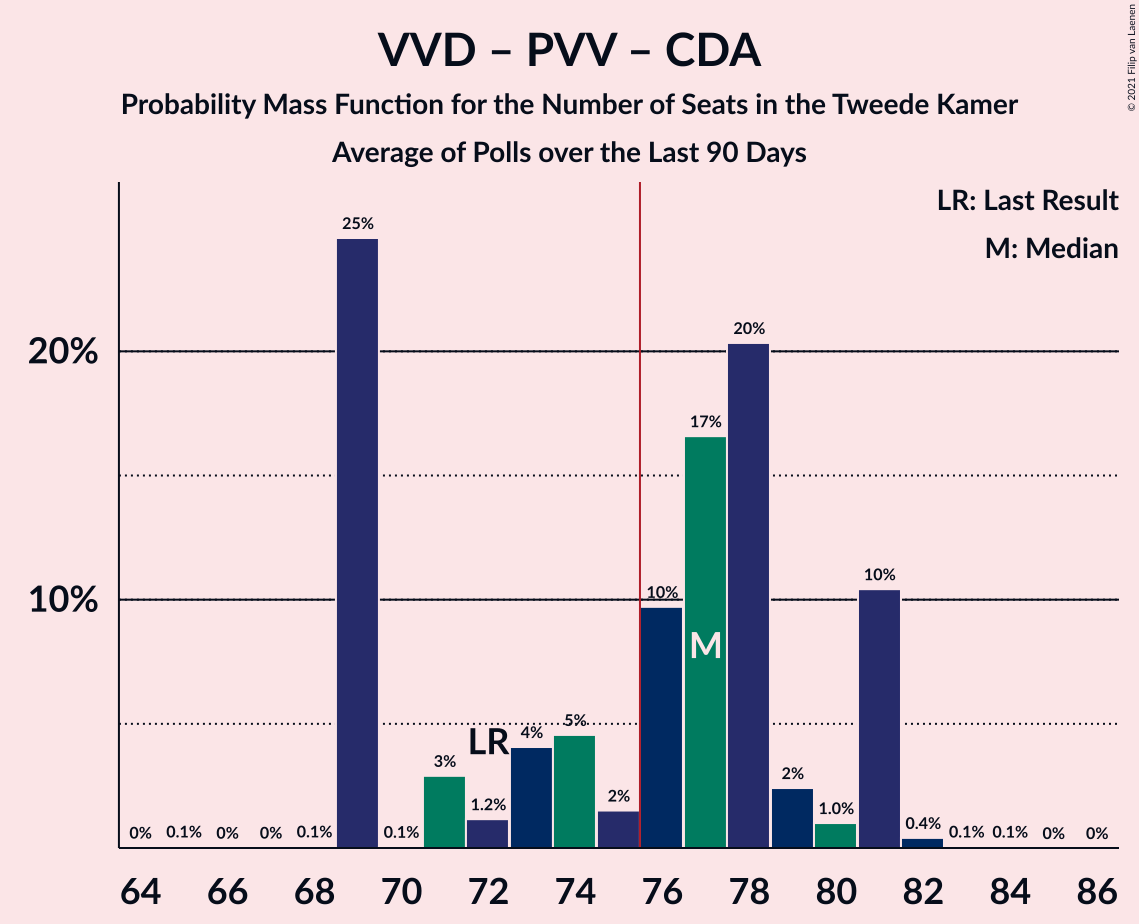 VVD – PVV – CDA
Probability Mass Function for the Number of Seats in the Tweede Kamer
Average of Polls over the Last 90 Days
© 2021 Filip van Laenen
LR: Last Result
M: Median
20%
10%
0% 0.1% 0% 0% 0.1% 25% 0.1% 3% 1.2% 4% 5% 2% 10% 17% 20% 2% 1.0% 10% 0.4% 0.1% 0.1% 0% 0%
LR
M
64 66 68 70 72 74 76 78 80 82 84 86